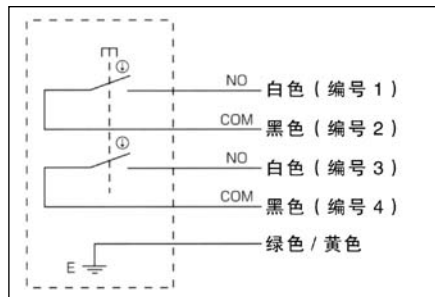 NO 白色（编号 1）
COM 黑色（编号 2）
NO 白色（编号 3）
COM 黑色（编号 4）
绿色 / 黄色
E